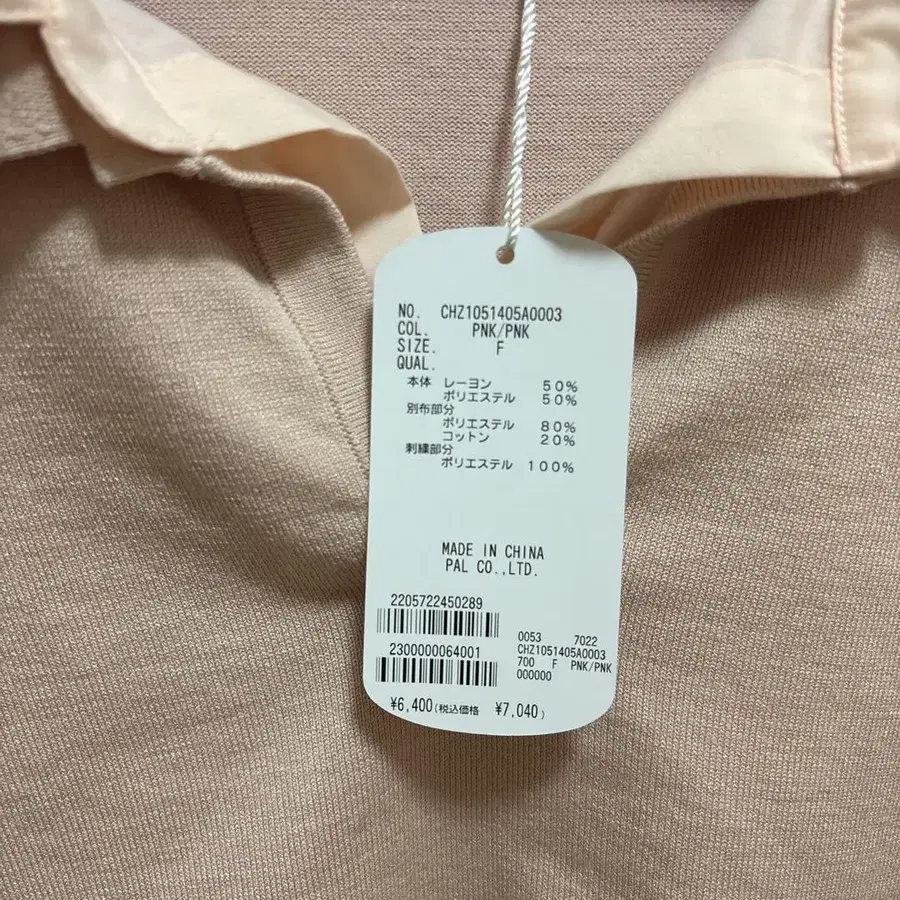 NO. CHZ1051405A0003
COL. PNK/PNK
SIZE. F
QUAL.
本体 レーヨン 50%
ポリエステル 50%
別布部分
ポリエステル 80%
コットン 20%
刺繍部分
ポリエステル 100%
MADE IN CHINA
PAL CO.,LTD.
2205722450289
2300000064001
0053 7022
CHZ1051405A0003
700 F PNK/PNK
000000
¥6,400(税込価格 ¥7,040)